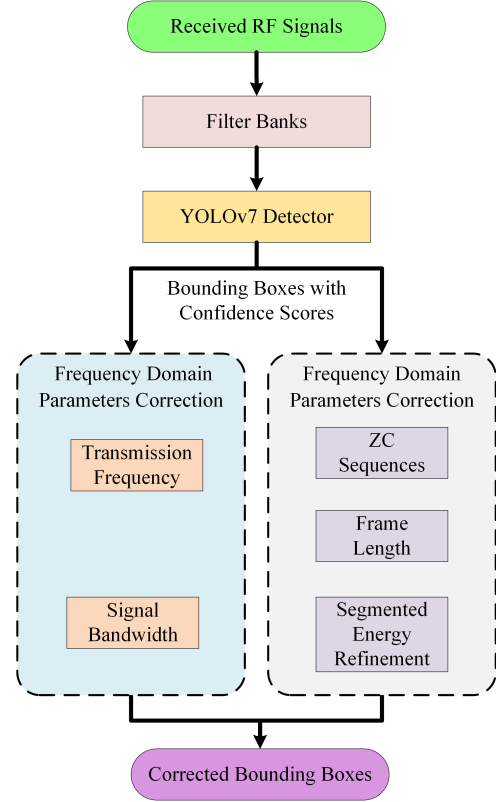 Received RF Signals
Filter Banks
YOLOv7 Detector
Bounding Boxes with
Confidence Scores
Frequency Domain
Parameters Correction
Transmission
Frequency
Signal
Bandwidth
Frequency Domain
Parameters Correction
ZC
Sequences
Frame
Length
Segmented
Energy
Refinement
Corrected Bounding Boxes